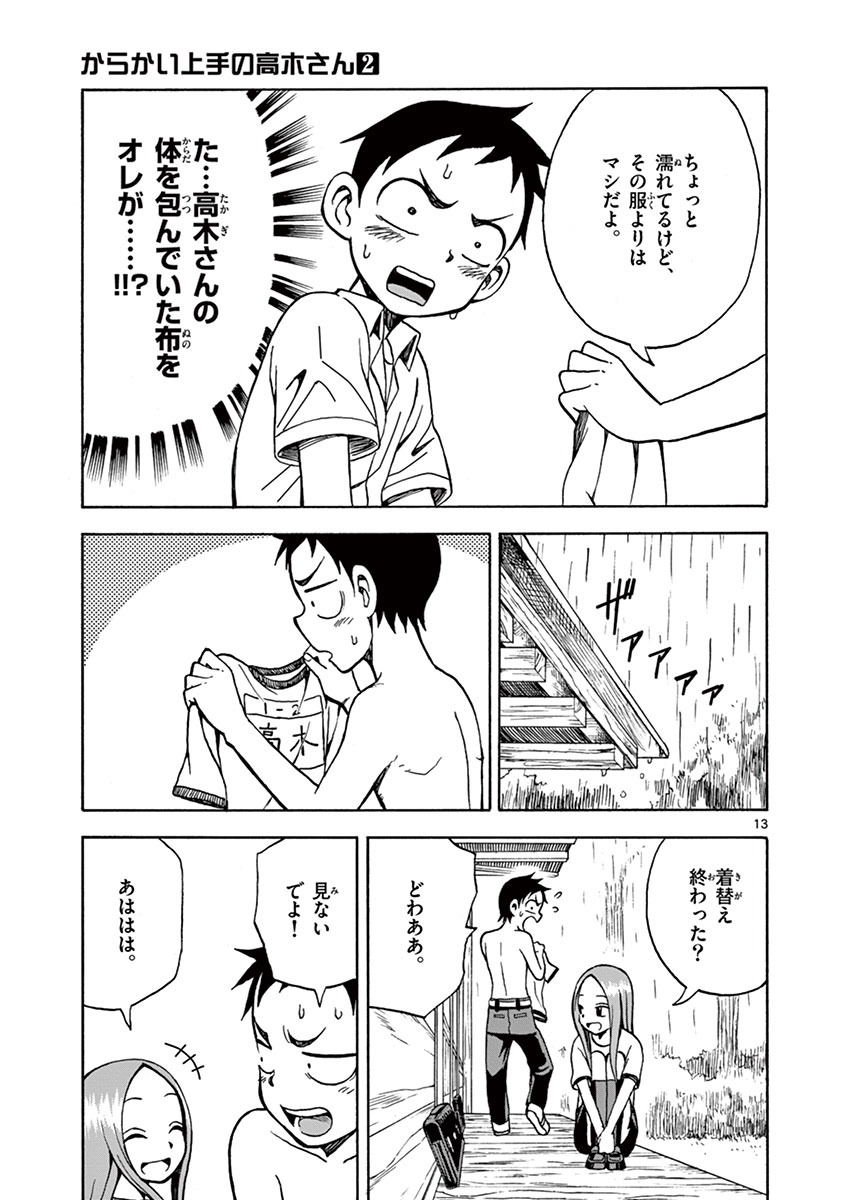 からかい上手の高木さん2
ちょっと
濡れてるけど、
その服よりは
マシだよ。
た…高木さんの
体を包んでいた布を
オレが……
!!?
ザアアアア
1-2
高木
13
着替え
終わった?
どわああ。
見ない
でよ!
あははは。